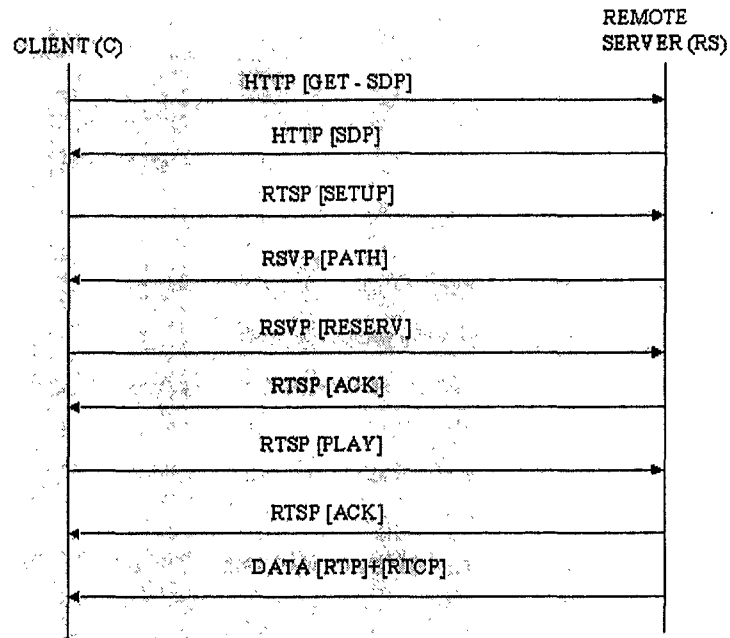 REMOTE
CLIENT (C)
SERVER (RS)
HTTP [GET - SDP]
HTTP [SDP]
RTSP [SETUP]
RSVP [PATH]
RSVP [RESERV]
RTSP [ACK]
RTSP [PLAY]
RTSP [ACK]
DATA [RTP]+[RTCP]